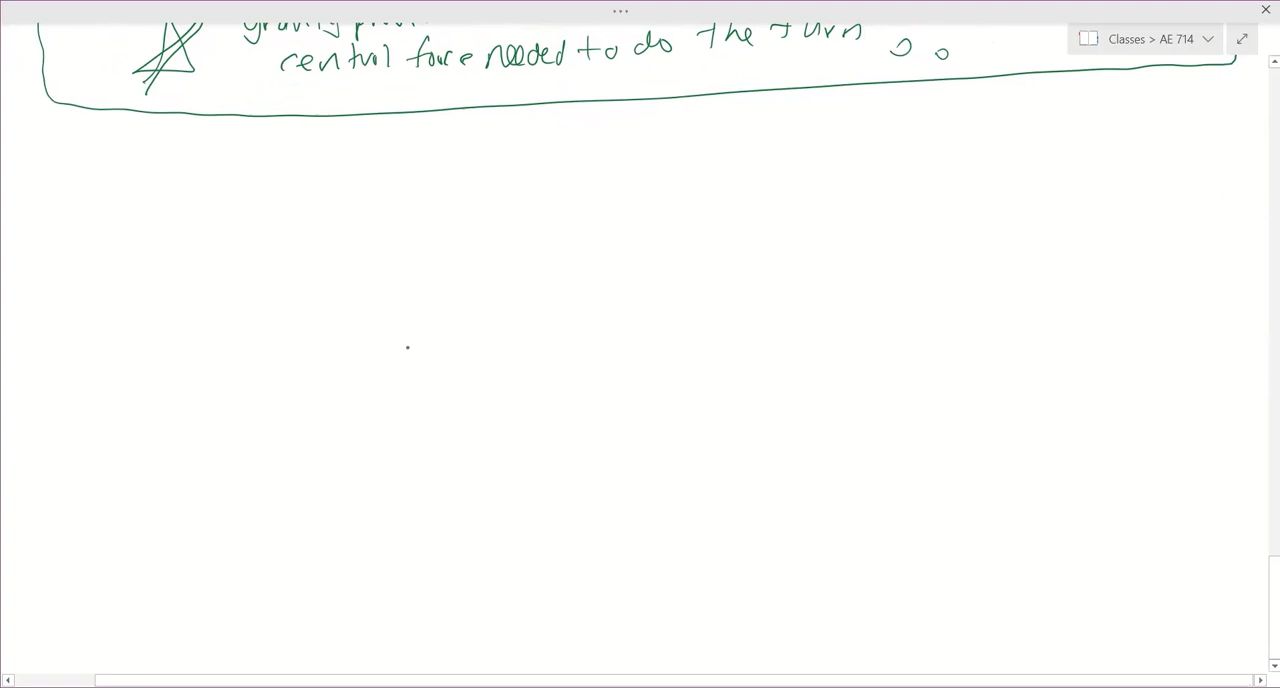 Classes > AE 714
the turn
central force needed to do